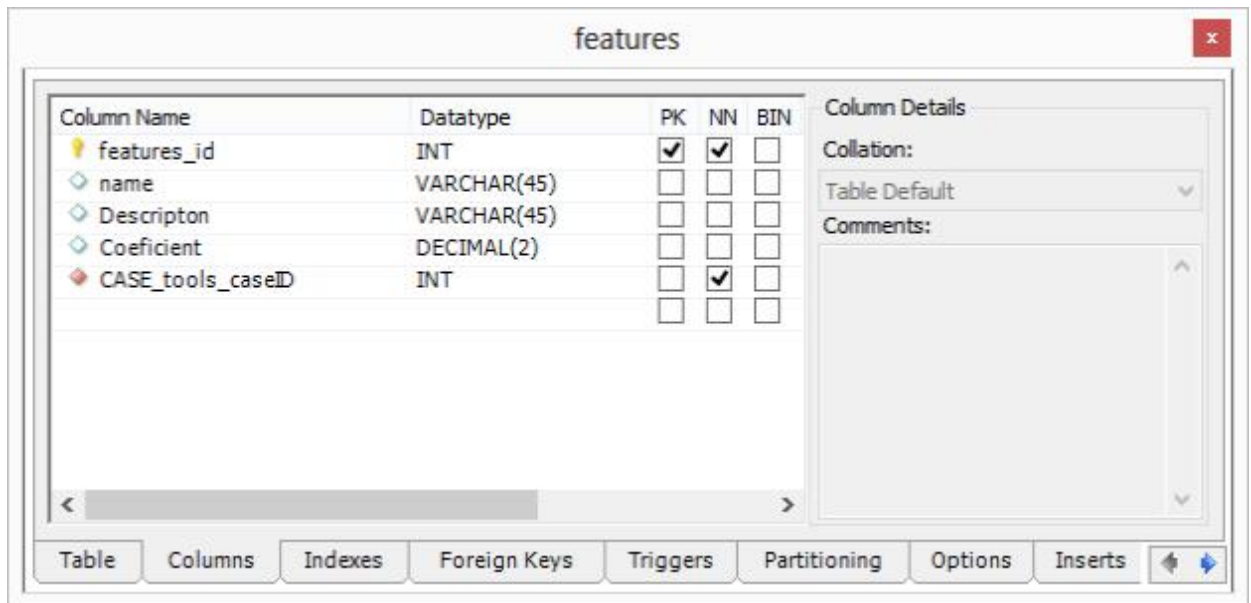 features
x
Column Name Datatype PK NN BIN
features_id INT
name VARCHAR(45)
Descripton VARCHAR(45)
Coeficient DECIMAL(2)
CASE_tools_caseID INT
Column Details
Collation:
Table Default
Comments:
Table Columns Indexes Foreign Keys Triggers Partitioning Options Inserts